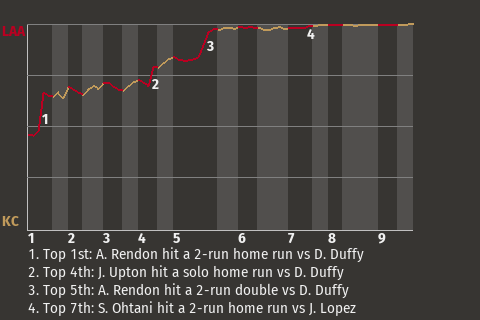 LAA
3
4
2
1
KC
1 2 3 4 5 6 7 8 9
1. Top 1st: A. Rendon hit a 2-run home run vs D. Duffy
2. Top 4th: J. Upton hit a solo home run vs D. Duffy
3. Top 5th: A. Rendon hit a 2-run double vs D. Duffy
4. Top 7th: S. Ohtani hit a 2-run home run vs J. Lopez